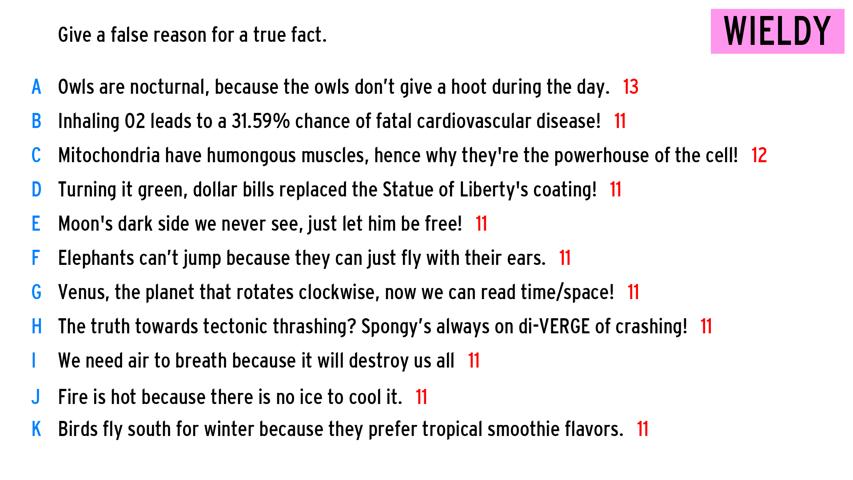 Give a false reason for a true fact.
WIELDY
A Owls are nocturnal, because the owls don't give a hoot during the day. 13
B Inhaling O2 leads to a 31.59% chance of fatal cardiovascular disease! 11
C Mitochondria have humongous muscles, hence why they're the powerhouse of the cell! 12
D Turning it green, dollar bills replaced the Statue of Liberty's coating! 11
E Moon's dark side we never see, just let him be free! 11
F Elephants can't jump because they can just fly with their ears. 11
G Venus, the planet that rotates clockwise, now we can read time/space! 11
H The truth towards tectonic thrashing? Spongy's always on di-VERGE of crashing! 11
I We need air to breath because it will destroy us all 11
J Fire is hot because there is no ice to cool it. 11
K Birds fly south for winter because they prefer tropical smoothie flavors. 11